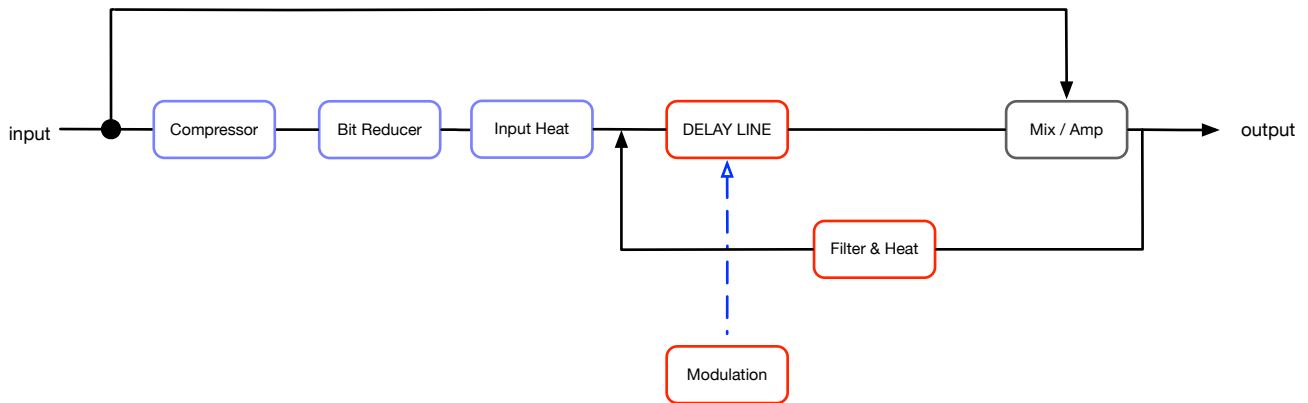 input
Compressor
Bit Reducer
Input Heat
DELAY LINE
Mix / Amp
output
Filter & Heat
Modulation